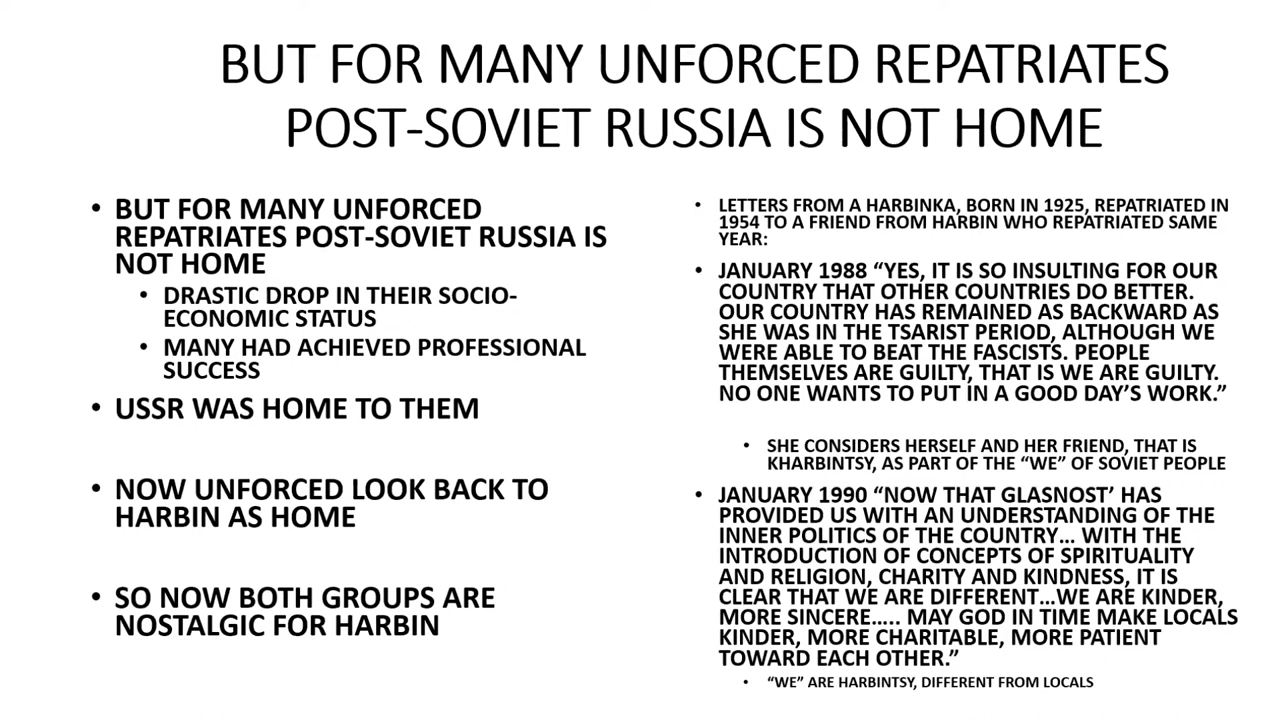 BUT FOR MANY UNFORCED REPATRIATES
POST-SOVIET RUSSIA IS NOT HOME
• BUT FOR MANY UNFORCED
REPATRIATES POST-SOVIET RUSSIA IS
NOT HOME
• DRASTIC DROP IN THEIR SOCIO-
ECONOMIC STATUS
• MANY HAD ACHIEVED PROFESSIONAL
SUCCESS
• USSR WAS HOME TO THEM
• NOW UNFORCED LOOK BACK TO
HARBIN AS HOME
• SO NOW BOTH GROUPS ARE
NOSTALGIC FOR HARBIN
• LETTERS FROM A HARBINKA, BORN IN 1925, REPATRIATED IN
1954 TO A FRIEND FROM HARBIN WHO REPATRIATED SAME
YEAR:
• JANUARY 1988 “YES, IT IS SO INSULTING FOR OUR
COUNTRY THAT OTHER COUNTRIES DO BETTER.
OUR COUNTRY HAS REMAINED AS BACKWARD AS
SHE WAS IN THE TSARIST PERIOD, ALTHOUGH WE
WERE ABLE TO BEAT THE FASCISTS. PEOPLE
THEMSELVES ARE GUILTY, THAT IS WE ARE GUILTY.
NO ONE WANTS TO PUT IN A GOOD DAY’S WORK.”
• SHE CONSIDERS HERSELF AND HER FRIEND, THAT IS
KHARBINTSY, AS PART OF THE “WE” OF SOVIET PEOPLE
• JANUARY 1990 “NOW THAT GLASNOST’ HAS
PROVIDED US WITH AN UNDERSTANDING OF THE
INNER POLITICS OF THE COUNTRY… WITH THE
INTRODUCTION OF CONCEPTS OF SPIRITUALITY
AND RELIGION, CHARITY AND KINDNESS, IT IS
CLEAR THAT WE ARE DIFFERENT…WE ARE KINDER,
MORE SINCERE….. MAY GOD IN TIME MAKE LOCALS
KINDER, MORE CHARITABLE, MORE PATIENT
TOWARD EACH OTHER.”
• “WE” ARE HARBINTSY, DIFFERENT FROM LOCALS